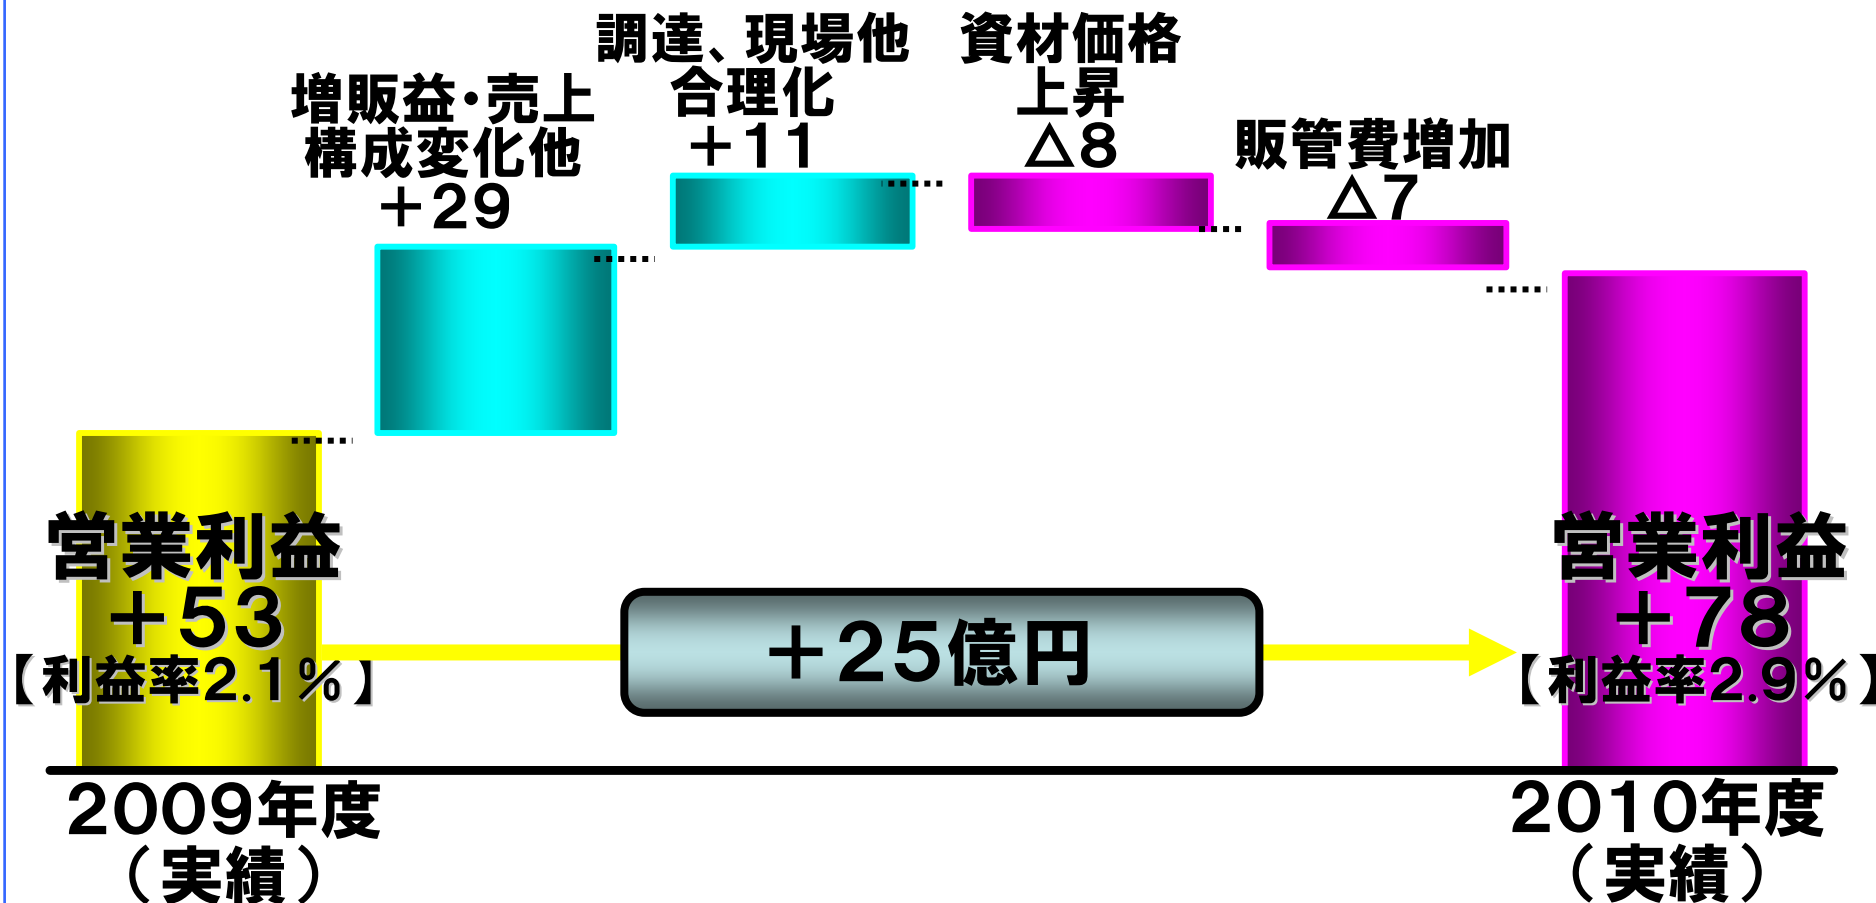 増販益・売上
構成変化他
＋29
調達、現場他
合理化
＋11
資材価格
上昇
△8
販管費増加
△7
営業利益
＋53
【利益率2.1％】
＋25億円
営業利益
＋78
【利益率2.9％】
2009年度
（実績）
2010年度
（実績）